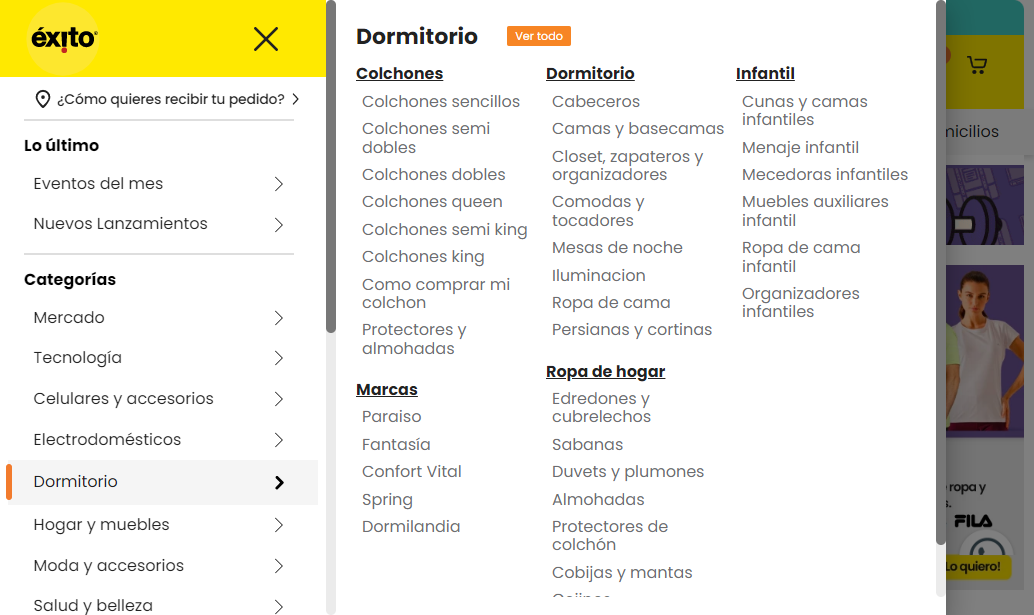 éxito
¿Cómo quieres recibir tu pedido?
Lo último
Eventos del mes
Nuevos Lanzamientos
Categorías
Mercado
Tecnología
Celulares y accesorios
Electrodomésticos
Dormitorio
Hogar y muebles
Moda y accesorios
Salud y belleza
Dormitorio
Ver todo
Colchones
Colchones sencillos
Colchones semi
dobles
Colchones dobles
Colchones queen
Colchones semi king
Colchones king
Como comprar mi
colchon
Protectores y
almohadas
Marcas
Paraiso
Fantasía
Confort Vital
Spring
Dormilandia
Dormitorio
Cabeceros
Camas y basecamas
Closet, zapateros y
organizadores
Comodas y
tocadores
Mesas de noche
Iluminacion
Ropa de cama
Persianas y cortinas
Ropa de hogar
Edredones y
cubrelechos
Sabanas
Duvets y plumones
Almohadas
Protectores de
colchón
Cobijas y mantas
Infantil
Cunas y camas
infantiles
Menaje infantil
Mecedoras infantiles
Muebles auxiliares
infantil
Ropa de cama
infantil
Organizadores
infantiles
micilios
ropa y
FILA
Lo quiero!